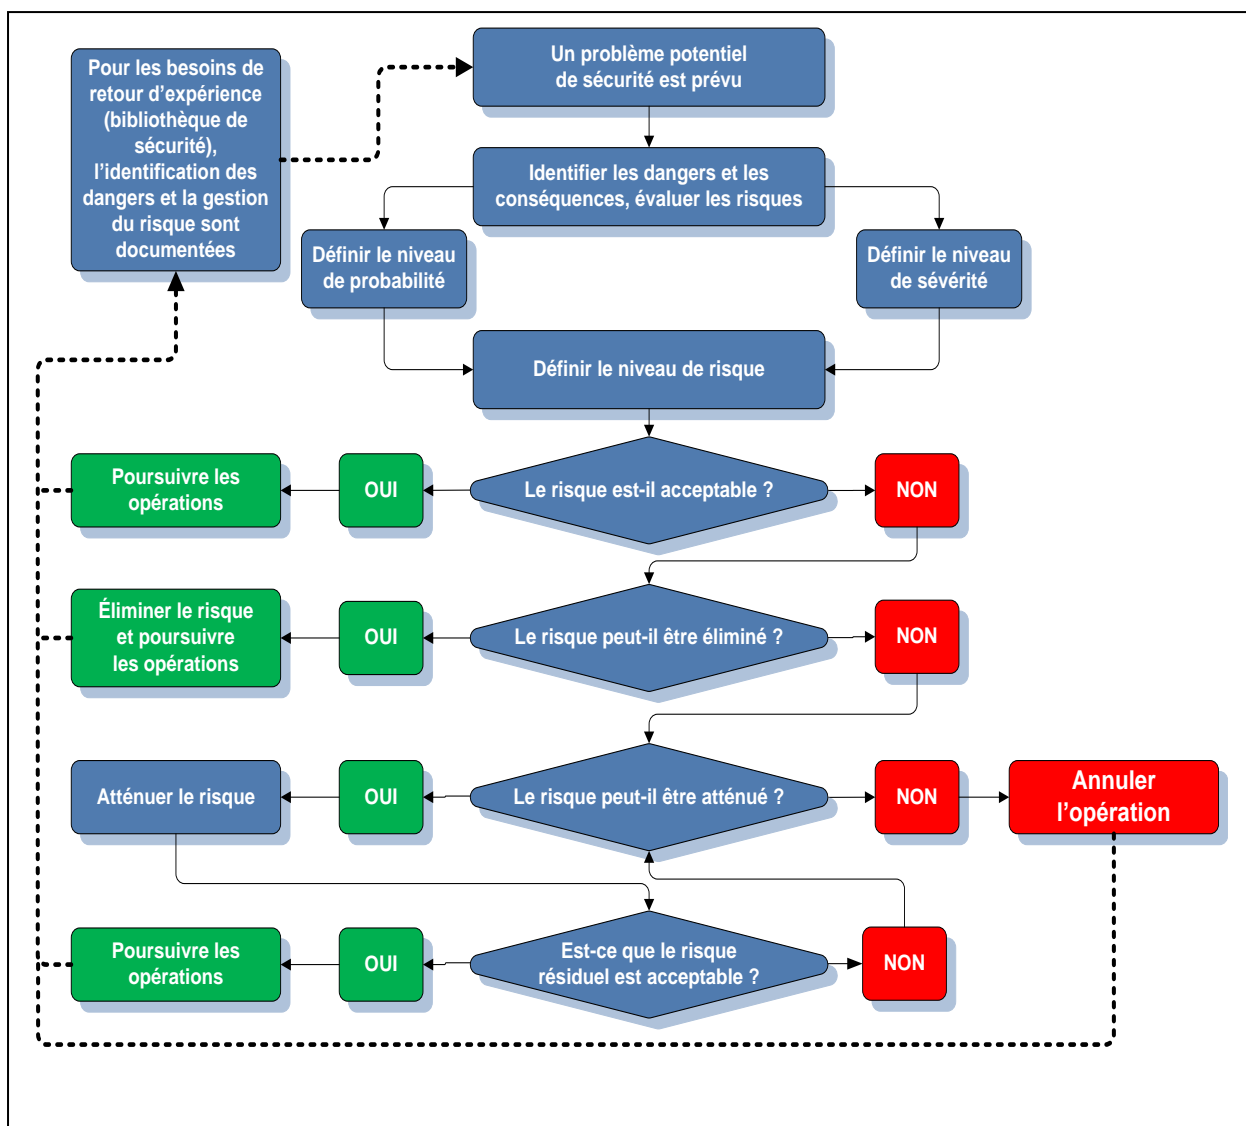 Pour les besoins de
retour d’expérience
(bibliothèque de
sécurité),
l’identification des
dangers et la gestion
du risque sont
documentées
Un problème potentiel
de sécurité est prévu
Identifier les dangers et les
conséquences, évaluer les risques
Définir le niveau
de probabilité
Définir le niveau
de sévérité
Définir le niveau de risque
Poursuivre les
opérations
OUI
Le risque est-il acceptable ?
NON
Éliminer le risque
et poursuivre
les opérations
OUI
Le risque peut-il être éliminé ?
NON
Atténuer le risque
OUI
Le risque peut-il être atténué ?
NON
Annuler
l’opération
Poursuivre les
opérations
OUI
Est-ce que le risque
résiduel est acceptable ?
NON